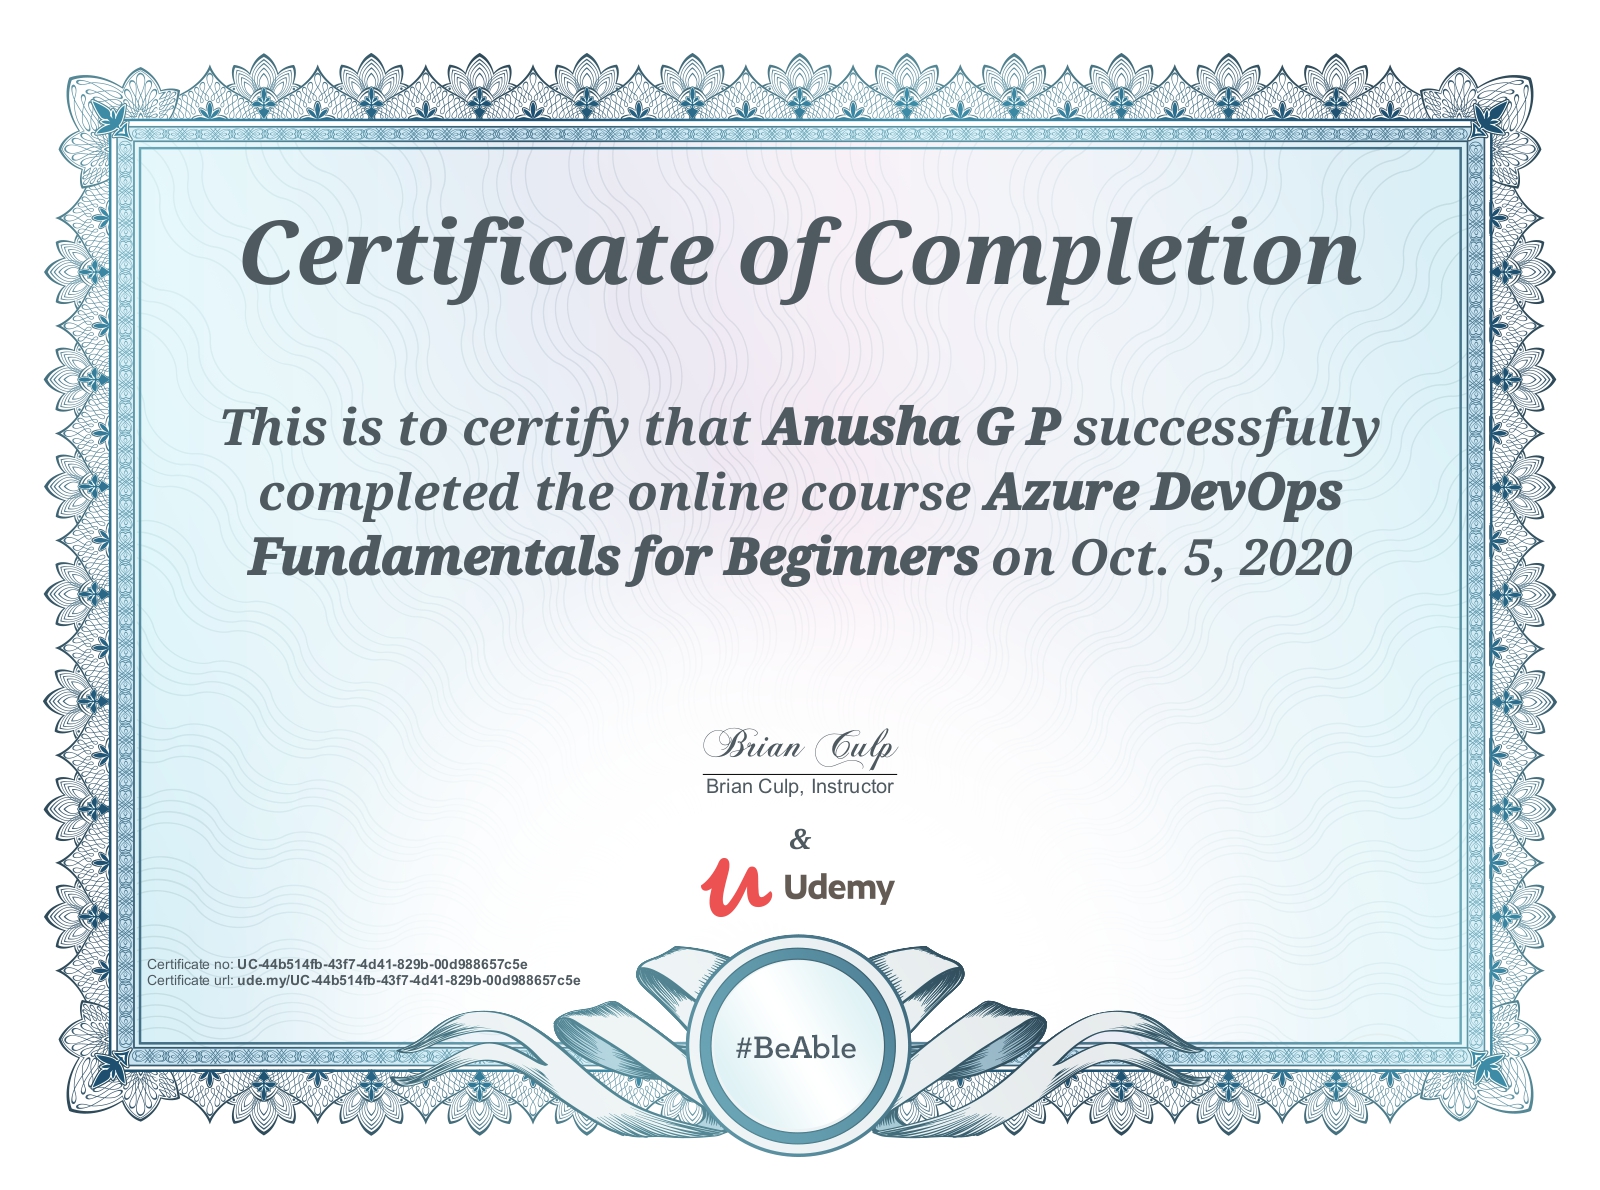 Certificate of Completion
This is to certify that Anusha G P successfully
completed the online course Azure DevOps
Fundamentals for Beginners on Oct. 5, 2020
Brian Culp
Brian Culp, Instructor
&
Udemy
Certificate no: UC-44b514fb-43f7-4d41-829b-00d988657c5e
Certificate url: ude.my/UC-44b514fb-43f7-4d41-829b-00d988657c5e
#BeAble